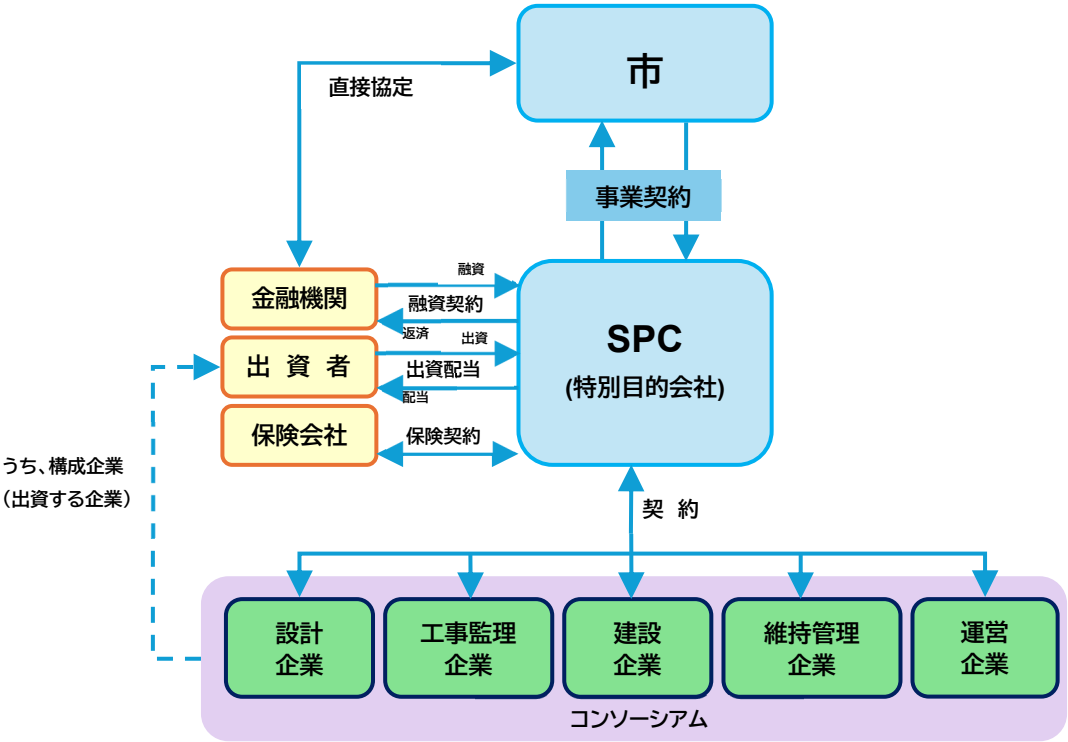 市
直接協定
事業契約
金融機関
融資
融資契約
返済
出資者
出資
出資配当
配当
保険会社
保険契約
SPC
(特別目的会社)
うち、構成企業
（出資する企業）
契約
設計
企業
工事監理
企業
建設
企業
維持管理
企業
運営
企業
コンソーシアム